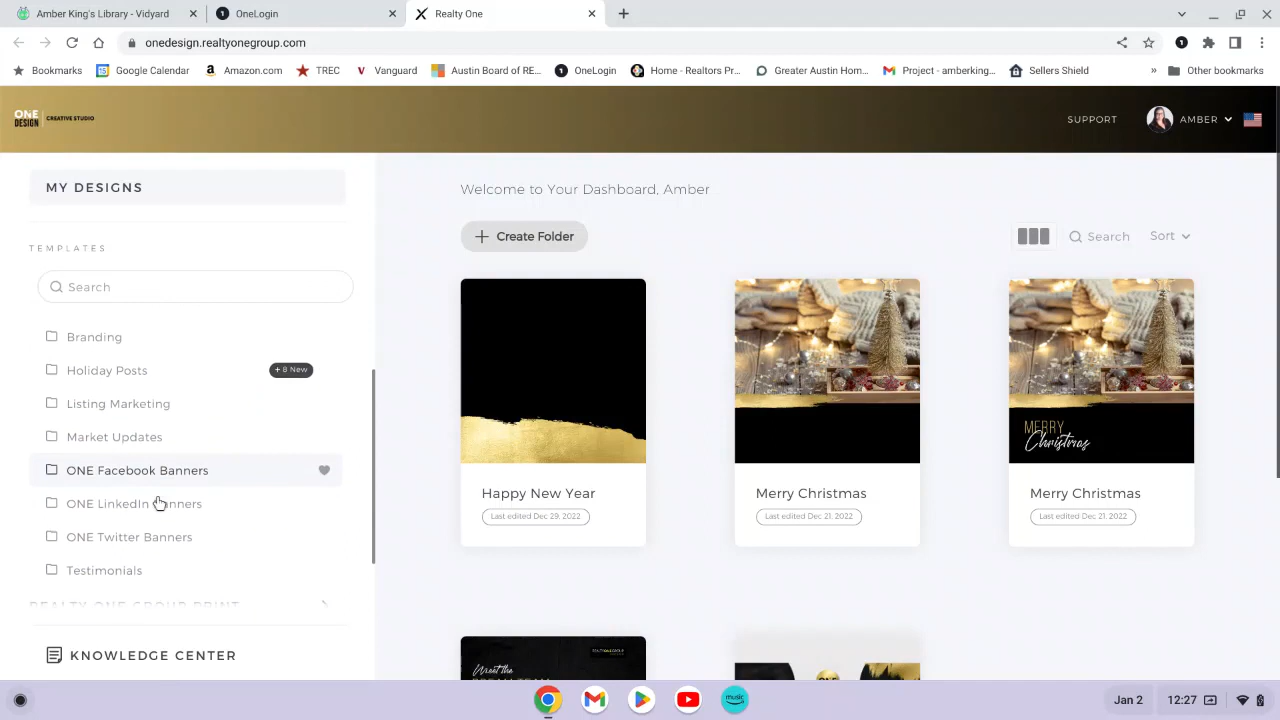 Amber King's Library - Vidyard
OneLogin
Realty One
onedesign.realtyonegroup.com
Bookmarks
Google Calenda
Amazon.com
TREC
Vanguard
Austin Board of RE...
OneLogin
Home - Realtors Pr...
Greater Austin Hom...
Project - amberking...
Sellers Shield
»
Other bookmarks
ONE DESIGN
CREATIVE STUDIO
SUPPORT
AMBER
MY DESIGNS
TEMPLATES
Search
Branding
Holiday Posts
+ 8 New
Listing Marketing
Market Updates
ONE Facebook Banners
ONE LinkedIn Banners
ONE Twitter Banners
Testimonials
REALTY ONE GROUP PRINT
KNOWLEDGE CENTER
Welcome to Your Dashboard, Amber
+ Create Folder
Search
Sort
Happy New Year
Last edited Dec 29, 2022
Merry Christmas
Last edited Dec 21, 2022
MERRY
Christmas
Merry Christmas
Last edited Dec 21, 2022
Meet the
Jan 2
12:27